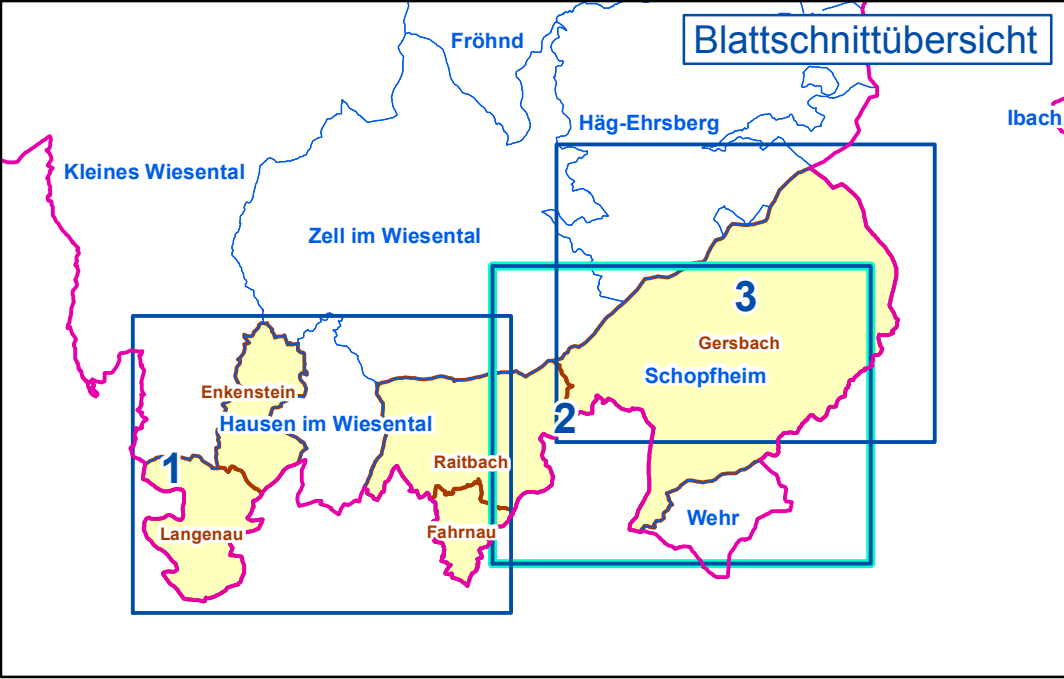 Blattschnittübersicht
Fröhnd
Häg-Ehrsberg
Ibach
Kleines Wiesental
Zell im Wiesental
3
Gersbach
Schopfheim
Enkenstein
Hausen im Wiesental
2
1
Raitbach
Langenau
Fahrnau
Wehr